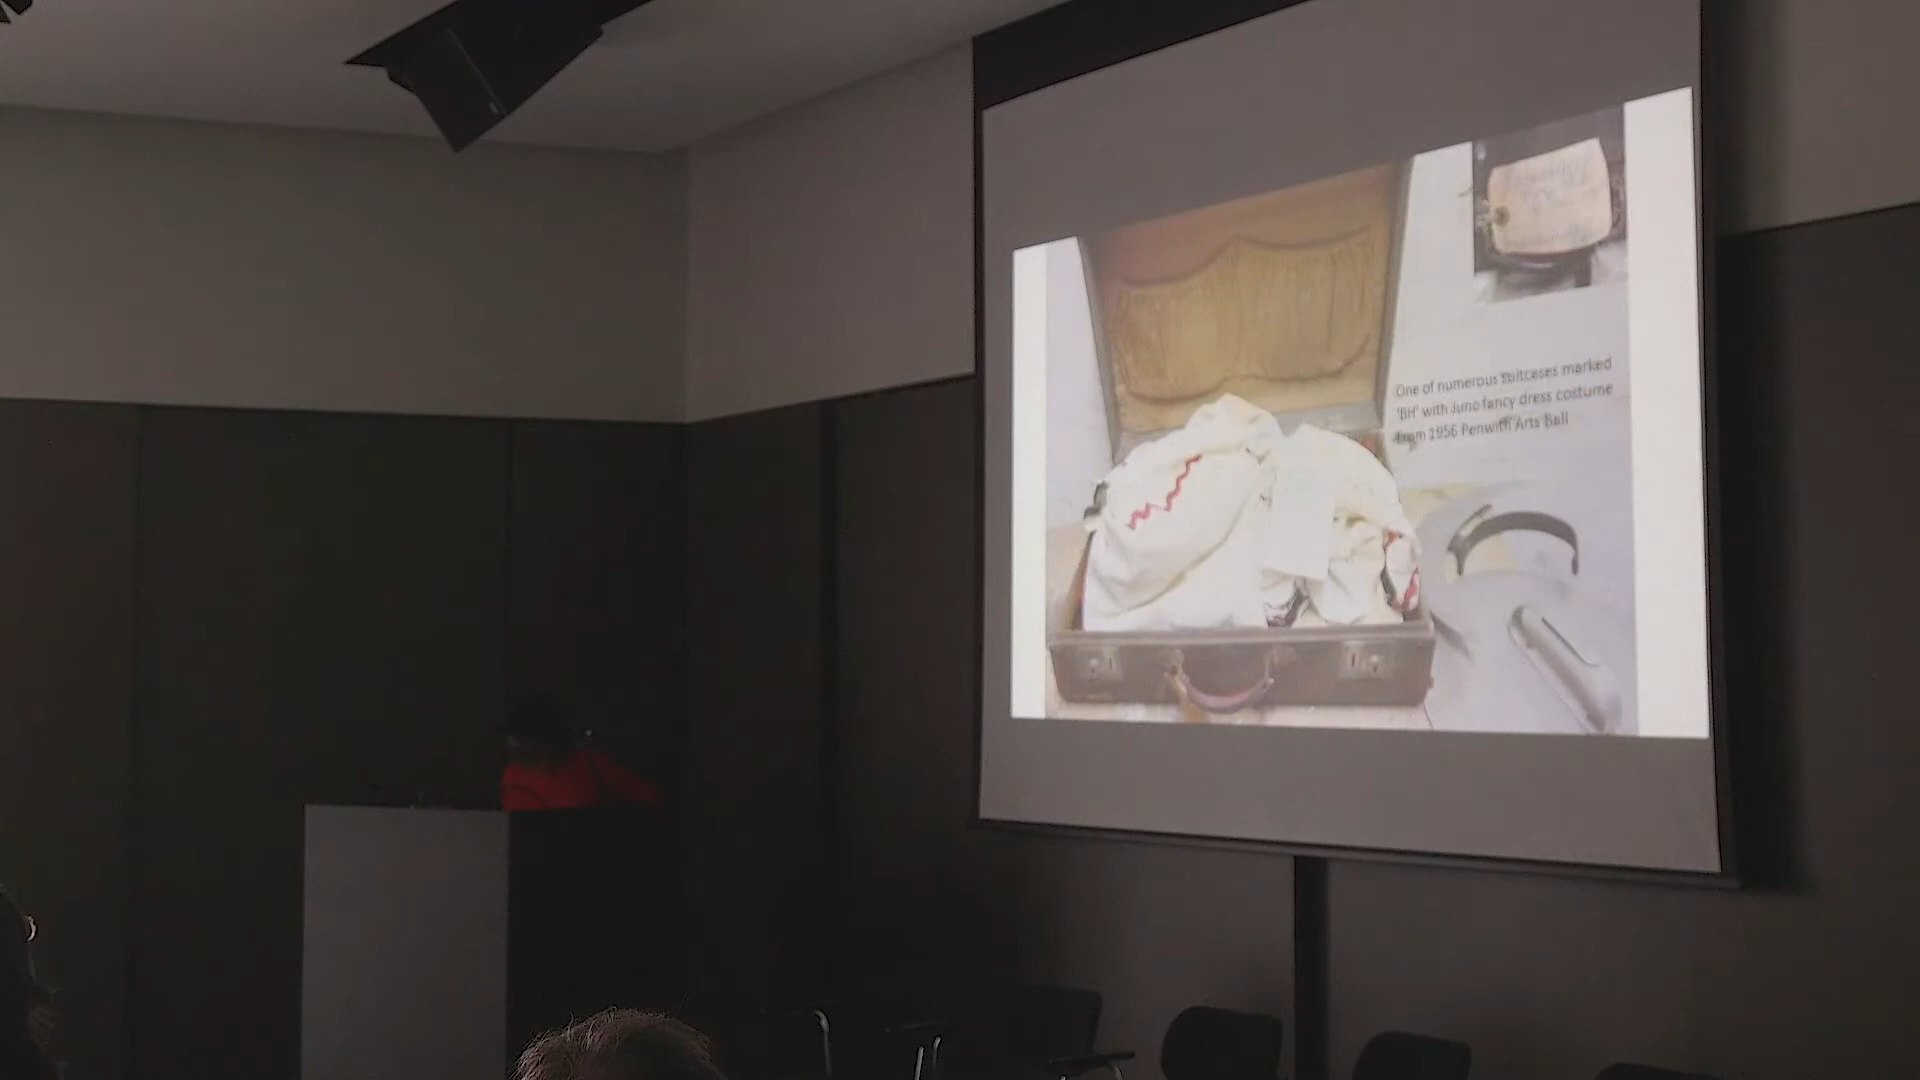 One of numerous suitcases marked
'BH' with Juno fancy dress costume
from 1956 Penwith Arts Ball